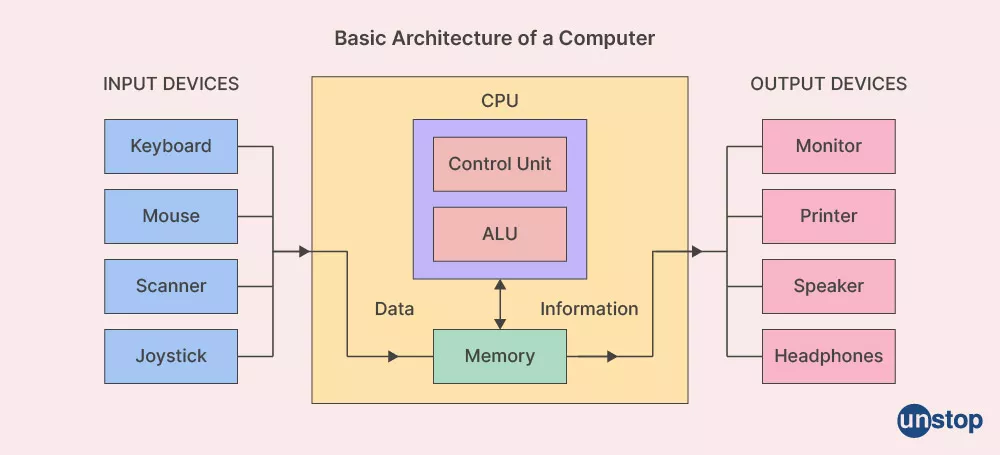 Basic Architecture of a Computer
INPUT DEVICES
Keyboard
Mouse
Scanner
Joystick
CPU
Control Unit
ALU
Data
Information
Memory
OUTPUT DEVICES
Monitor
Printer
Speaker
Headphones
unstop